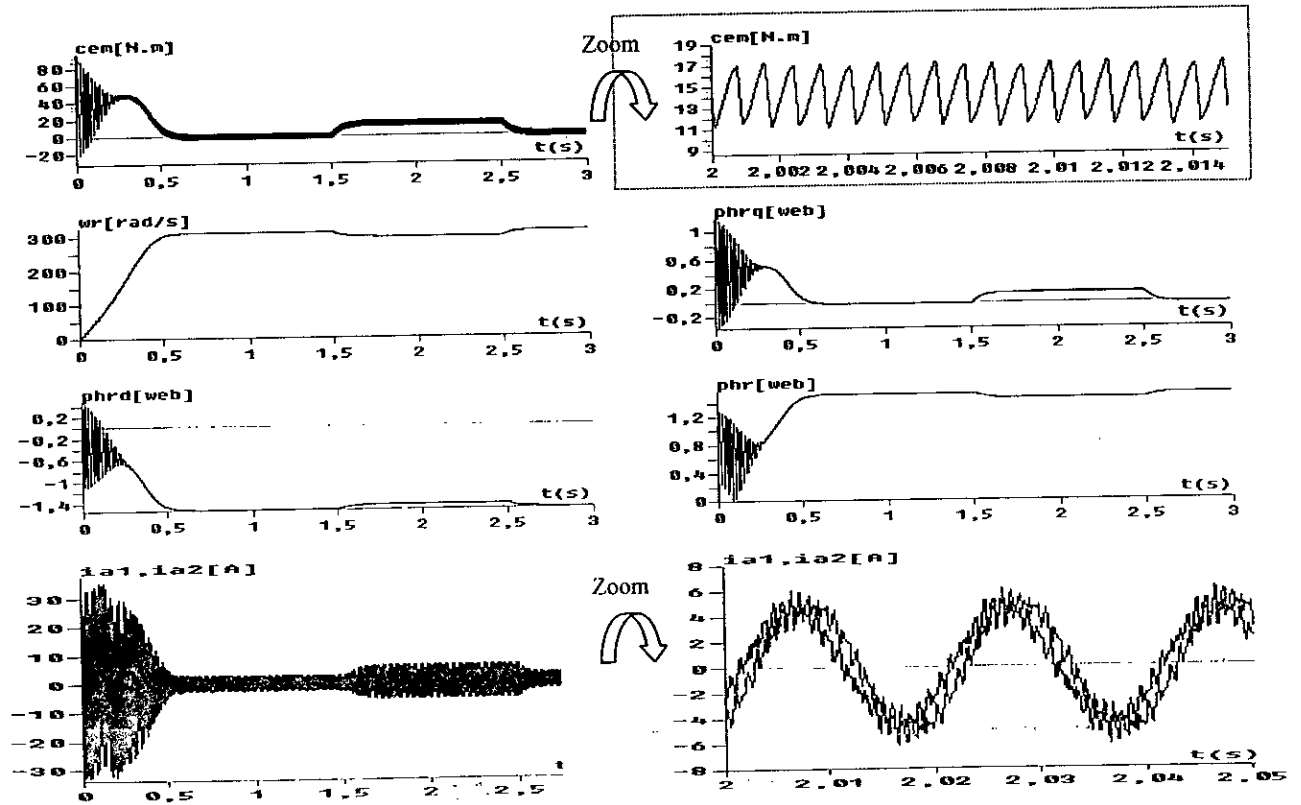 cem[N.m]
80
60
40
20
0
-20
0 0,5 1 1,5 2 2,5 3
t(s)
Zoom
cem[N.m]
19
17
15
13
11
9
t(s)
2 2,002 2,004 2,006 2,008 2,01 2,012 2,014
wr[rad/s]
300
200
100
0
t(s)
0 0,5 1 1,5 2 2,5 3
phrq[web]
1
0,6
0,2
-0,2
t(s)
0 0,5 1 1,5 2 2,5 3
phrd[web]
0,2
-0,2
-0,6
-1
-1,4
t(s)
0 0,5 1 1,5 2 2,5 3
phr[web]
1,2
0,8
0,4
0
t(s)
0 0,5 1 1,5 2 2,5 3
ia1,ia2[A]
30
20
10
0
-10
-20
-30
t
0 0,5 1 1,5 2 2,5
Zoom
ia1,ia2[A]
8
6
4
2
0
-2
-4
-6
-8
t(s)
2 2,01 2,02 2,03 2,04 2,05